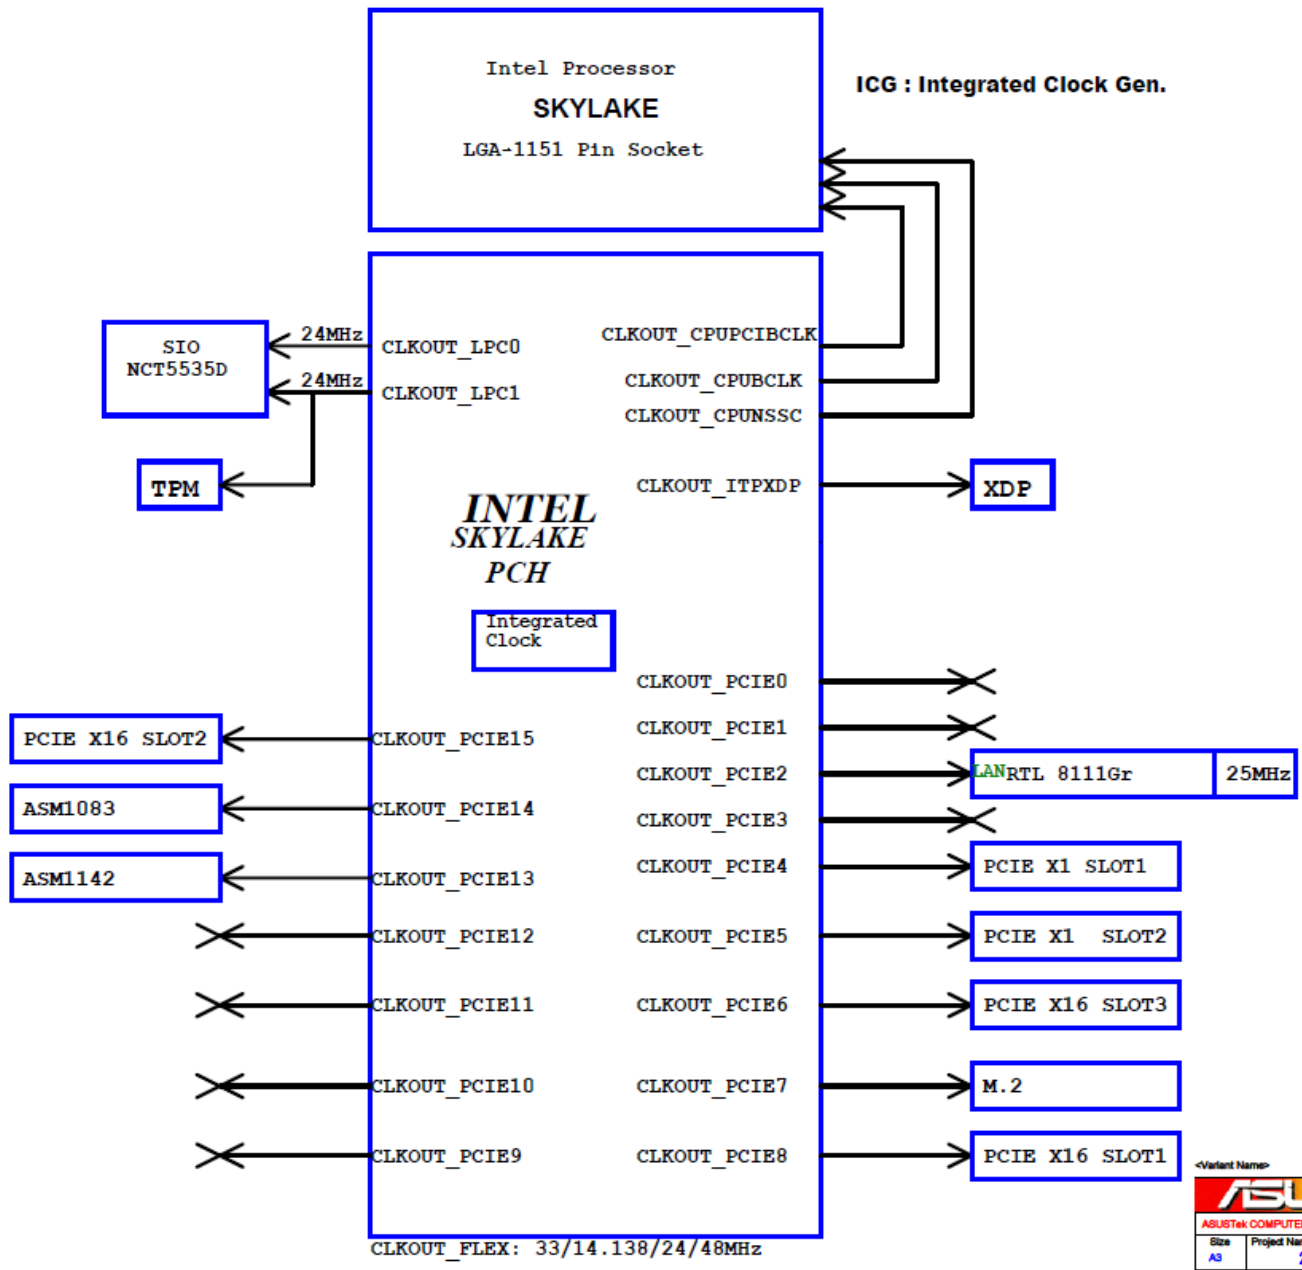 Intel Processor
SKYLAKE
LGA-1151 Pin Socket
ICG : Integrated Clock Gen.
SIO
NCT5535D
24MHz
24MHz
CLKOUT_LPC0
CLKOUT_LPC1
CLKOUT_CPUPCIBCLK
CLKOUT_CPUBCLK
CLKOUT_CPUNSSC
TPM
CLKOUT_ITPXDP
XDP
INTEL
SKYLAKE
PCH
Integrated
Clock
CLKOUT_PCIE0
CLKOUT_PCIE1
CLKOUT_PCIE2
LAN RTL 8111Gr
25MHz
CLKOUT_PCIE3
CLKOUT_PCIE4
PCIE X1 SLOT1
CLKOUT_PCIE5
PCIE X1 SLOT2
CLKOUT_PCIE6
PCIE X16 SLOT3
CLKOUT_PCIE7
M.2
CLKOUT_PCIE8
PCIE X16 SLOT1
PCIE X16 SLOT2
CLKOUT_PCIE15
ASM1083
CLKOUT_PCIE14
ASM1142
CLKOUT_PCIE13
CLKOUT_PCIE12
CLKOUT_PCIE11
CLKOUT_PCIE10
CLKOUT_PCIE9
CLKOUT_FLEX: 33/14.138/24/48MHz
<Variant Name>
ASUSTek
Size
Project
A3